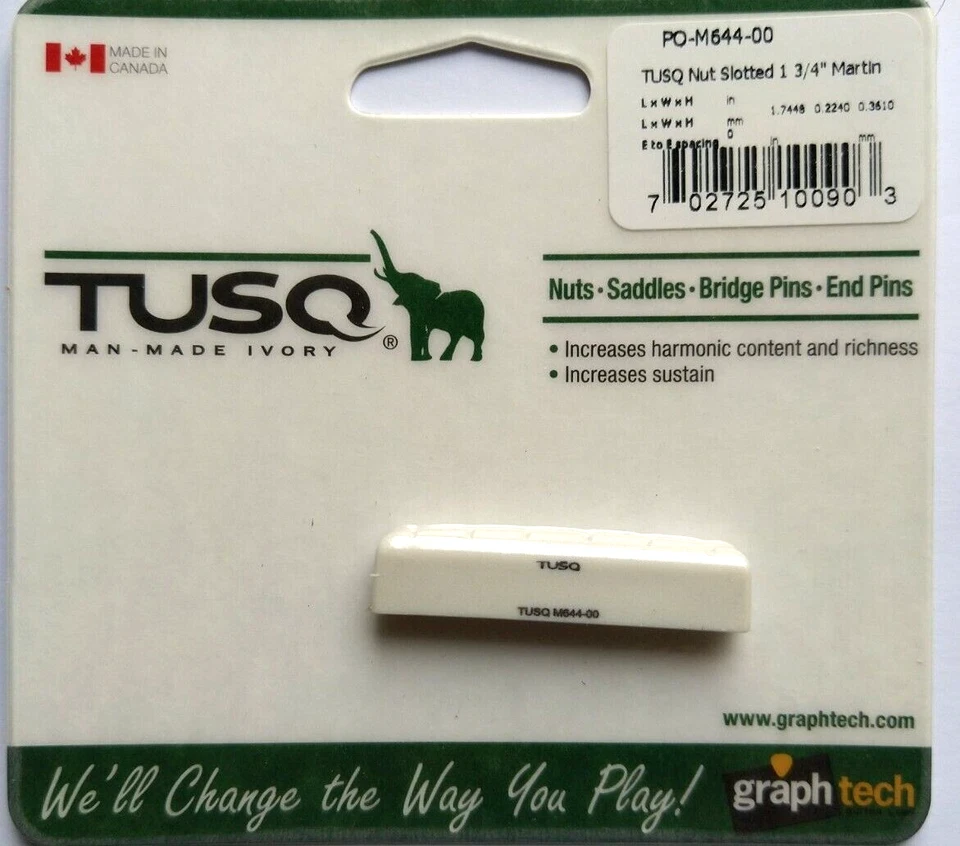 MADE IN
CANADA
PQ-M644-00
TUSQ Nut Slotted 1 3/4" Martin
L x W x H in 1.7448 0.2240 0.3610
L x W x H mm
0
E to E spacing in mm
7 02725 10090 3
TUSQ®
MAN-MADE IVORY
Nuts • Saddles • Bridge Pins • End Pins
• Increases harmonic content and richness
• Increases sustain
TUSQ
TUSQ M644-00
www.graphtech.com
We'll Change the Way You Play!
graph tech